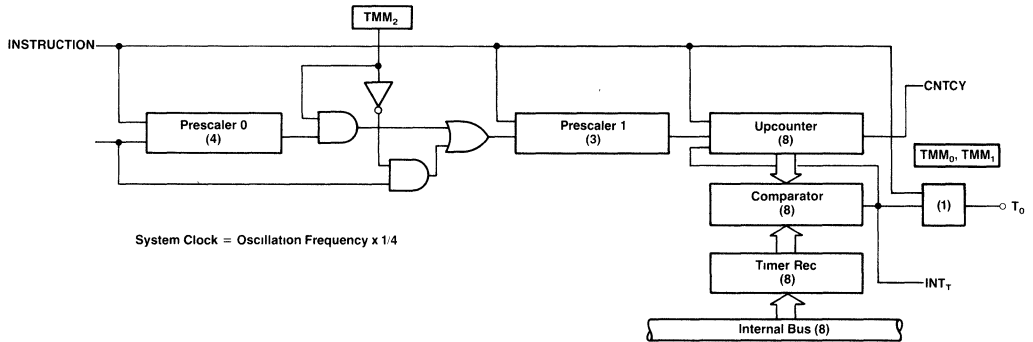 TMM₂
INSTRUCTION
CNTCY
Prescaler 0
(4)
Prescaler 1
(3)
Upcounter
(8)
TMM₀, TMM₁
Comparator
(8)
(1)
T₀
System Clock = Oscillation Frequency x 1/4
Timer Rec
(8)
INT_T
Internal Bus (8)